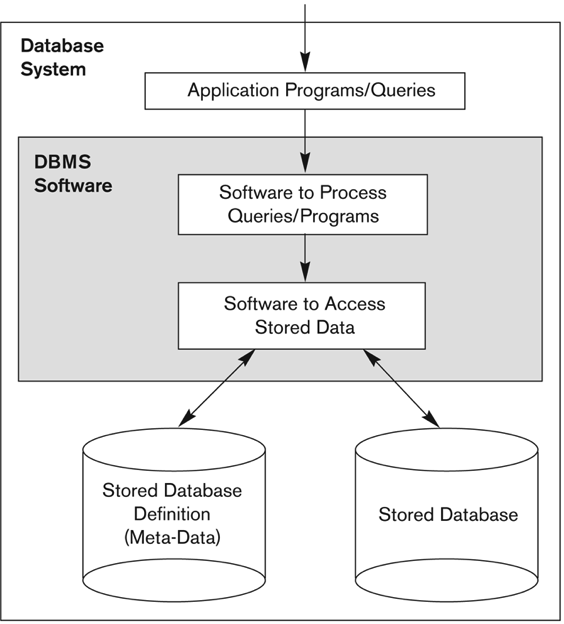 Database
System
Application Programs/Queries
DBMS
Software
Software to Process
Queries/Programs
Software to Access
Stored Data
Stored Database
Definition
(Meta-Data)
Stored Database